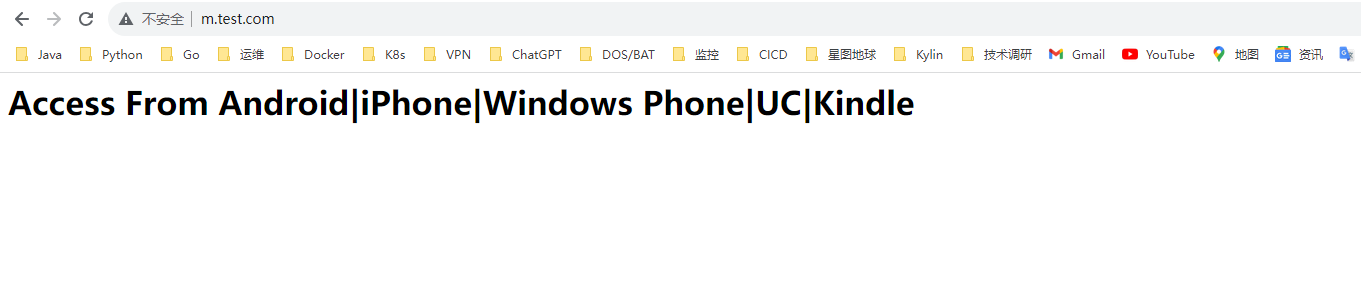 不安全 m.test.com
Java Python Go 运维 Docker K8s VPN ChatGPT DOS/BAT 监控 CICD 星图地球 Kylin 技术调研 Gmail YouTube 地图 资讯
Access From Android|iPhone|Windows Phone|UC|Kindle